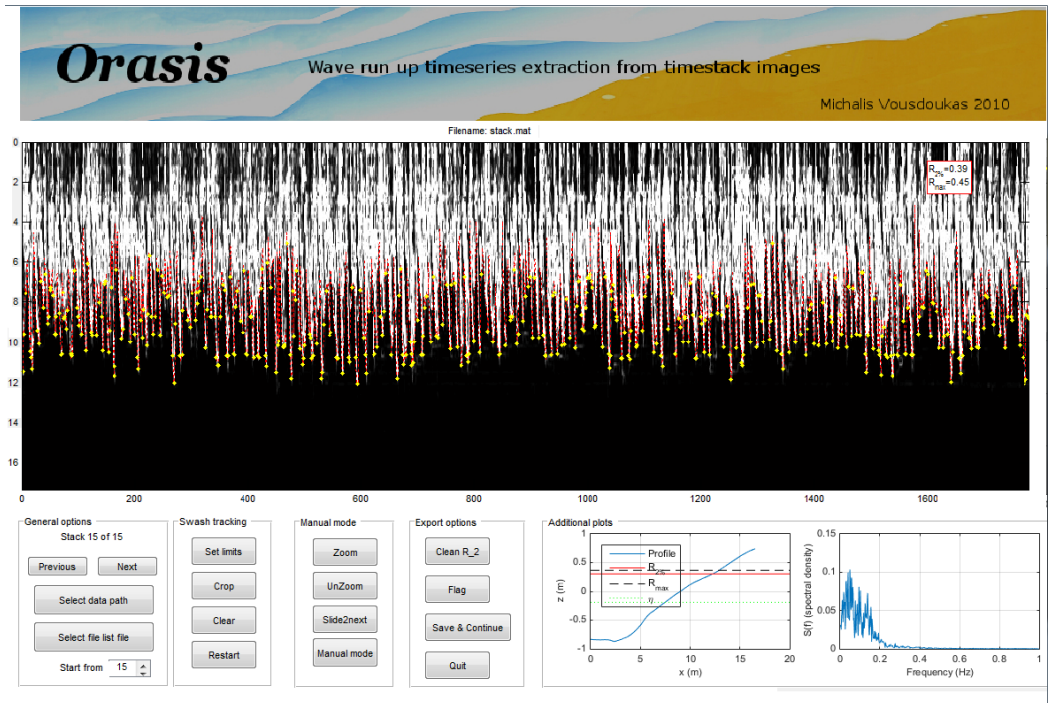 Orasis
Wave run up timeseries extraction from timestack images
Michalis Vousdoukas 2010
Filename: stack.mat
R2%=0.39
Rmax=0.45
0
2
4
6
8
10
12
14
16
0 200 400 600 800 1000 1200 1400 1600
General options
Stack 15 of 15
Previous Next
Select data path
Select file list file
Start from 15
Swash tracking
Set limits
Crop
Clear
Restart
Manual mode
Zoom
UnZoom
Slide2next
Manual mode
Export options
Clean R_2
Flag
Save & Continue
Quit
Additional plots
z (m)
1
0.5
0
-0.5
-1
Profile
R2%
Rmax
η
0 5 10 15 20
x (m)
S(f) (spectral density)
0.15
0.1
0.05
0
0 0.2 0.4 0.6 0.8 1
Frequency (Hz)